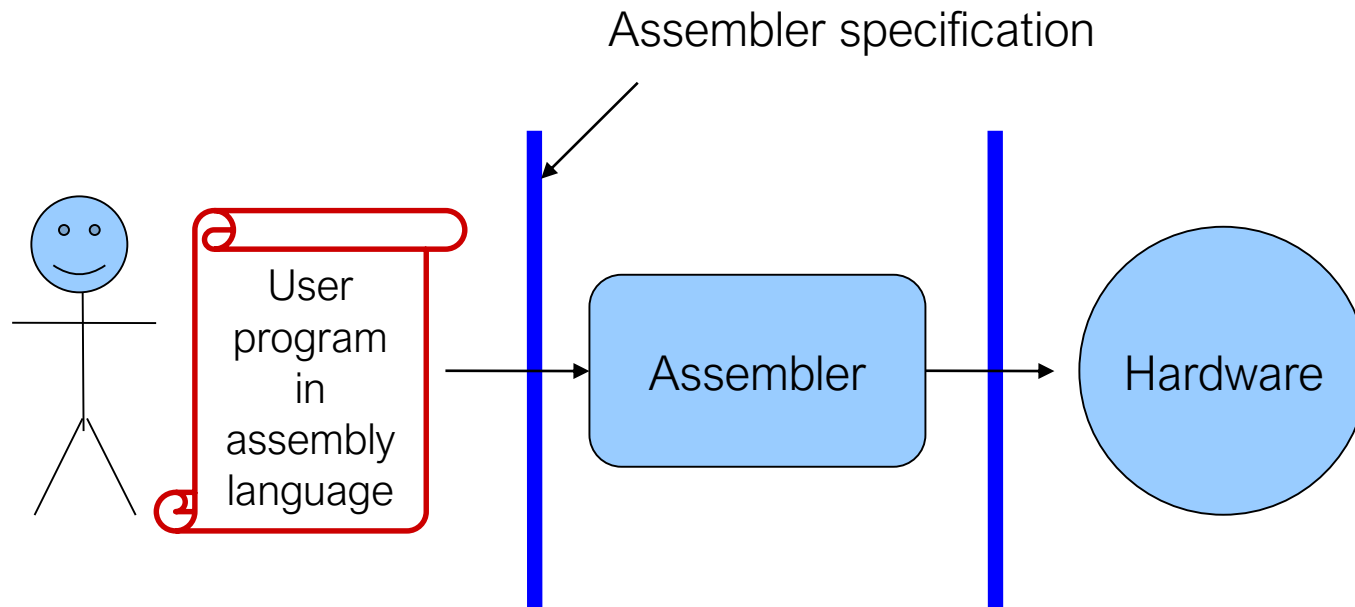 Assembler specification
User
program
in
assembly
language
Assembler
Hardware